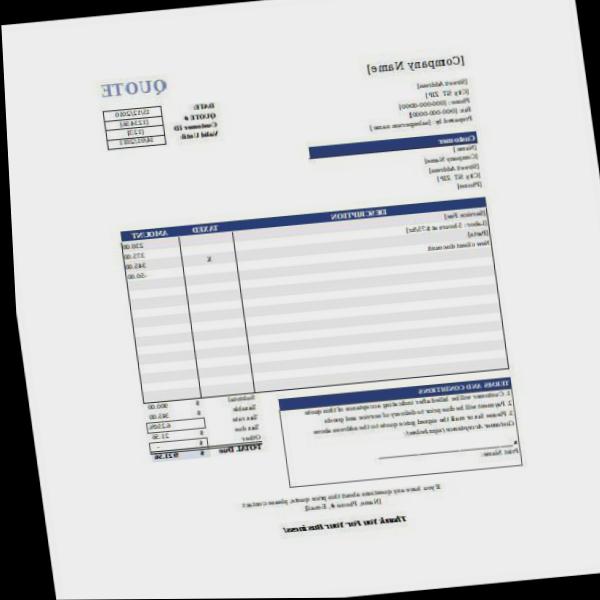 [Company Name]
QUOTE
[Street Address]
[City, ST ZIP]
Phone: [000-000-0000]
Fax: [000-000-0000]
Prepared by: [salesperson name]
DATE: 15/12/2010
QUOTE # [123456]
Customer ID [123]
Valid Until:
Customer
[Name]
[Company Name]
[Street Address]
[City, ST ZIP]
[Phone]
DESCRIPTION TAXED AMOUNT
[Service Fee] 230.00
[Labor: 5 hours at $75/hr] 375.00
[Parts] X 345.00
New client discount -50.00
TERMS AND CONDITIONS
1. Customer will be billed after indicating acceptance of this quote
2. Payment will be due prior to delivery of service and goods
3. Please fax or mail the signed price quote to the address above
Customer Acceptance (sign below):
x
Print Name:
Subtotal $ 900.00
Taxable $ 345.00
Tax rate 6.250%
Tax due $ 21.56
Other -
TOTAL Due $ 921.56
If you have any questions about this price quote, please contact
[Name, Phone #, E-mail]
Thank You For Your Business!